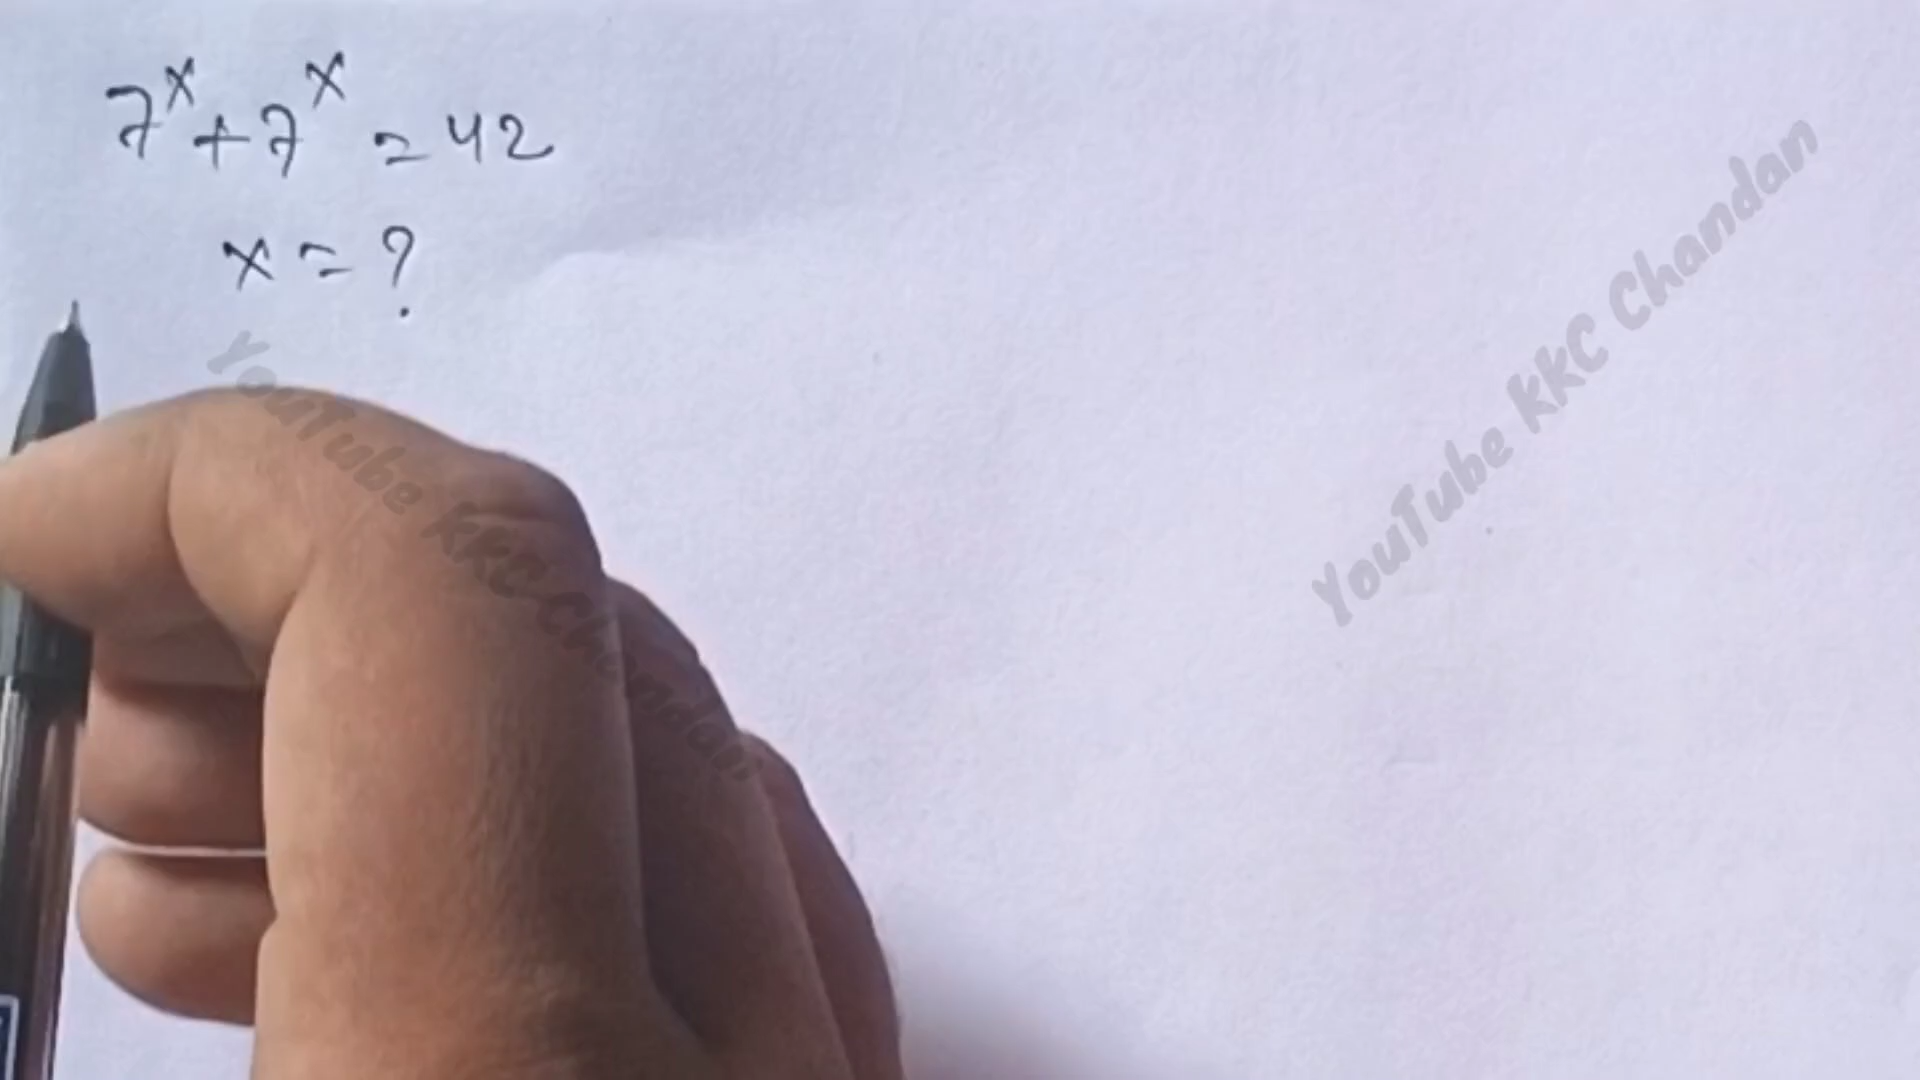 7^x + 7^x = 42
x = ?
YouTube KKC Chandan
YouTube KKC Chandan